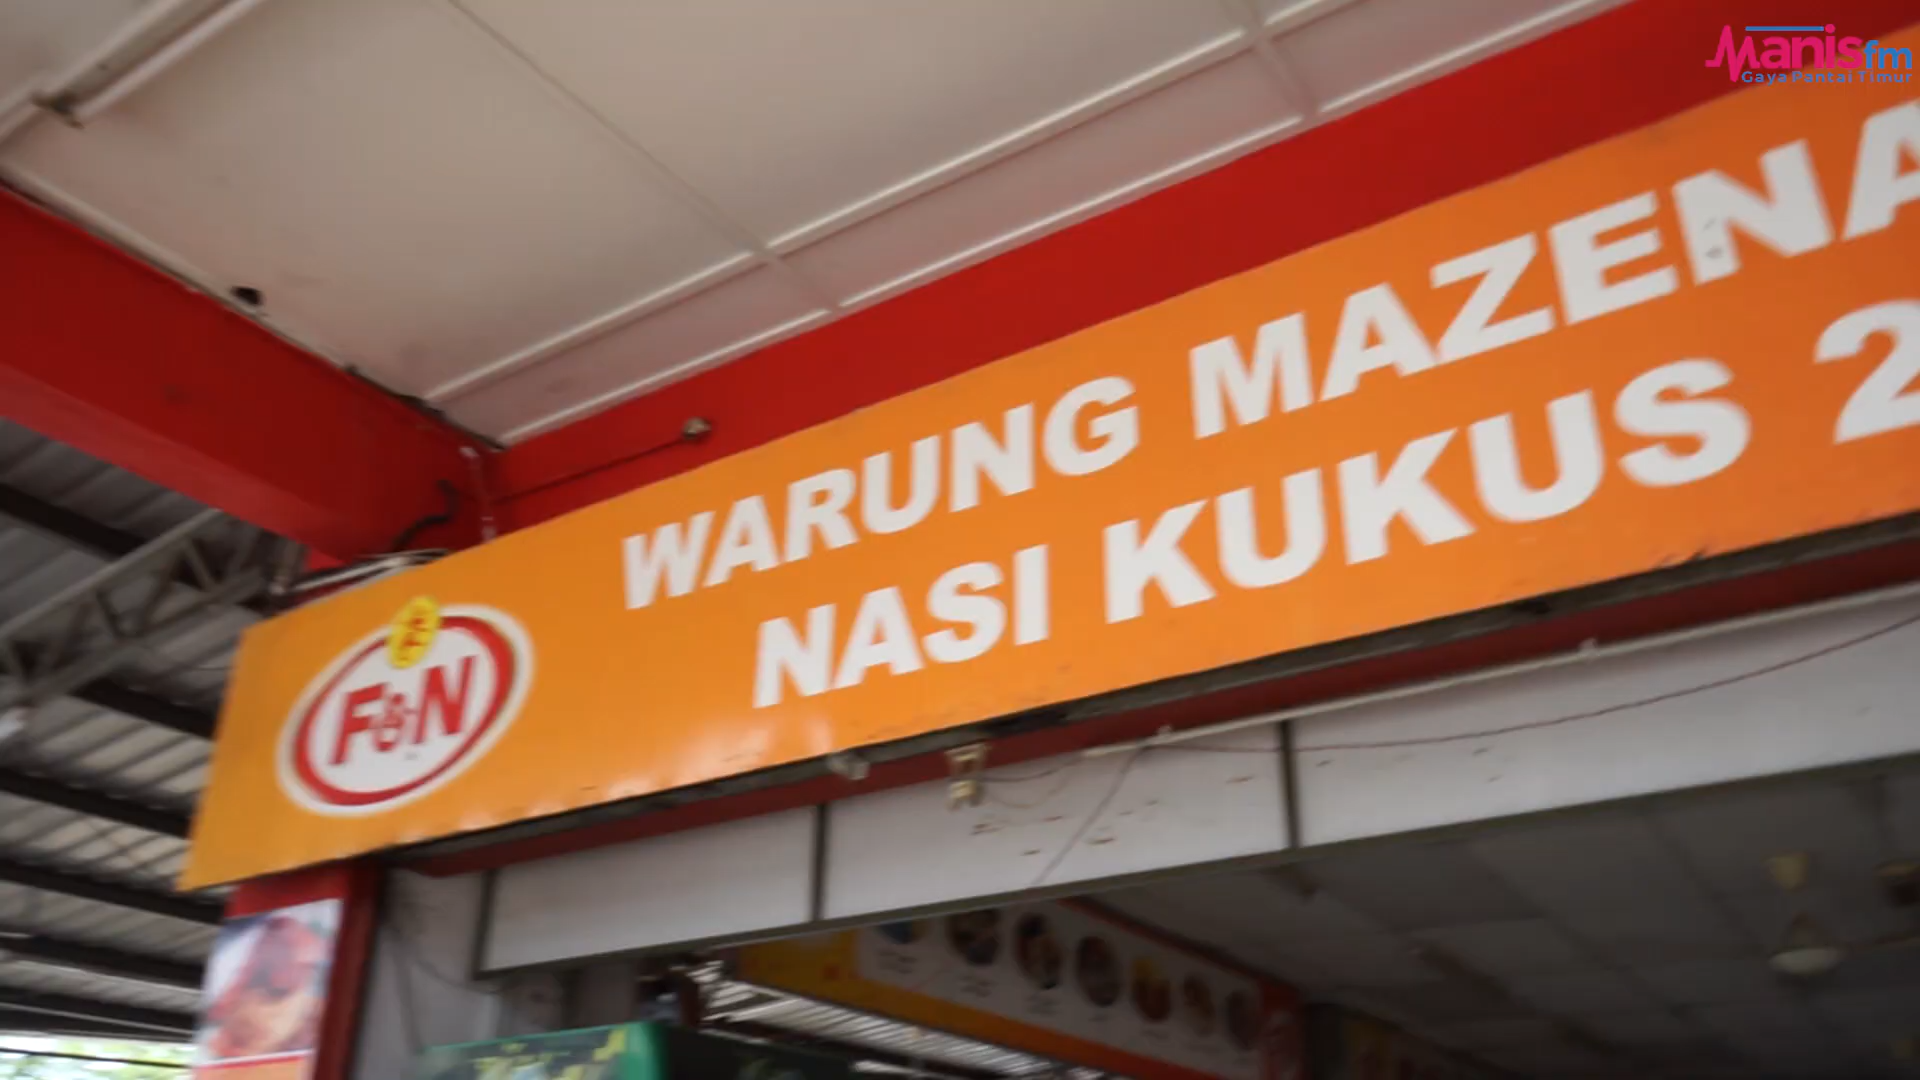 Manisfm
Gaya Pantai Timur
WARUNG MAZENA
NASI KUKUS 2
F&N